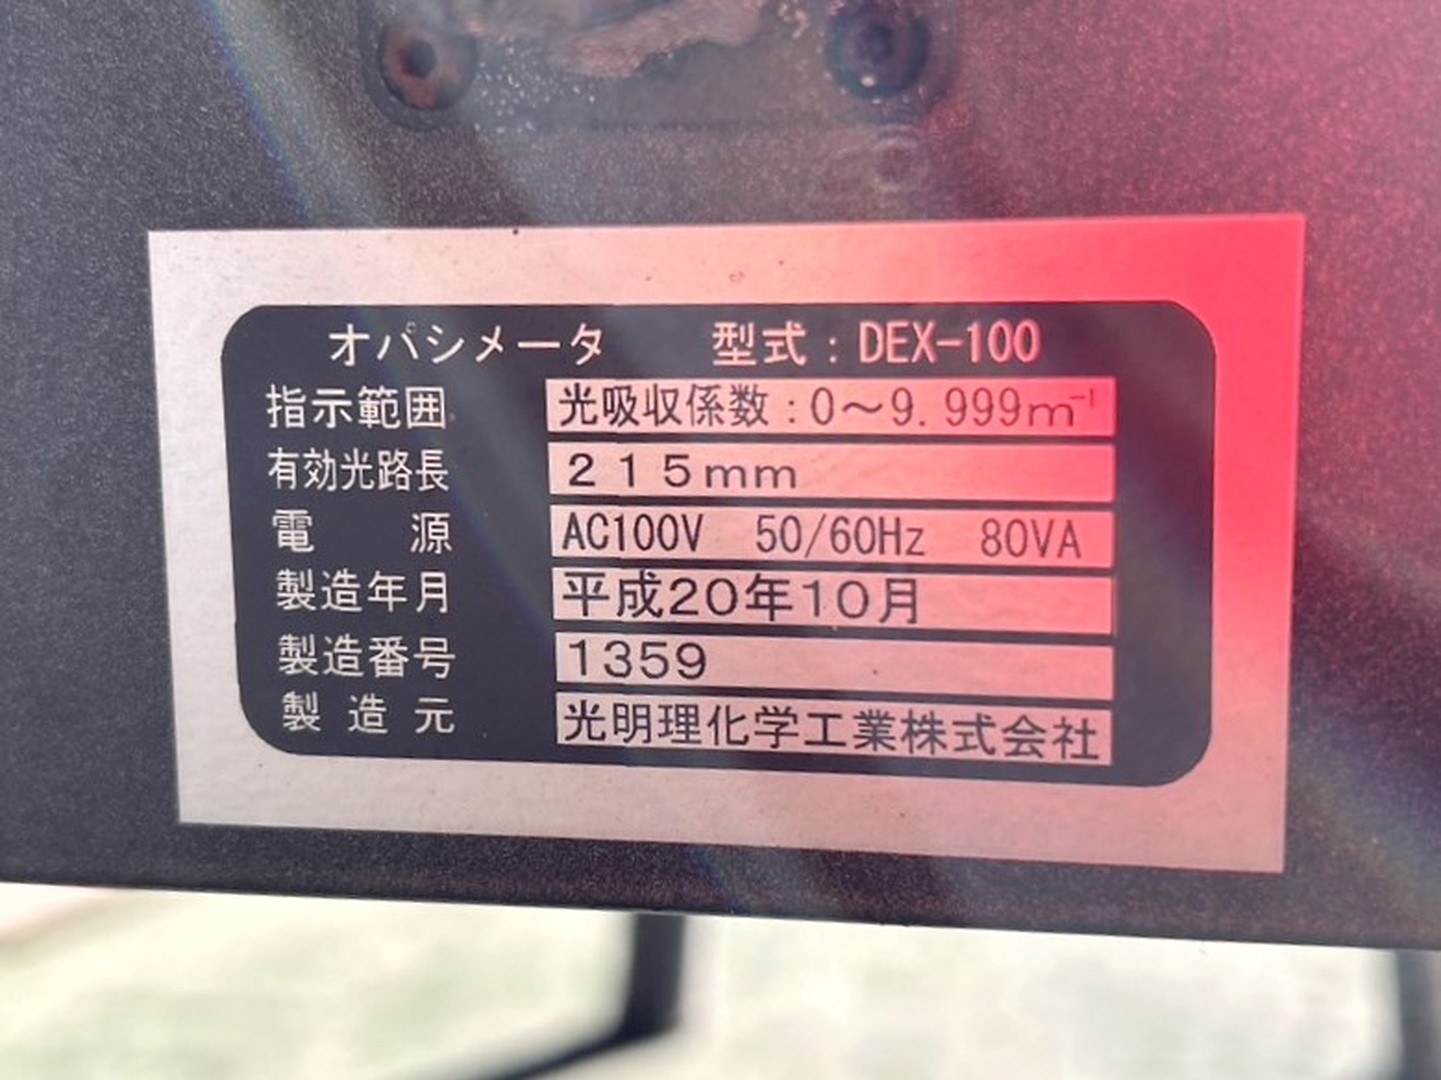 オパシメータ　型式：DEX-100
指示範囲　光吸収係数：0～9.999m⁻¹
有効光路長　215mm
電　源　AC100V　50/60Hz　80VA
製造年月　平成20年10月
製造番号　1359
製造元　光明理化学工業株式会社